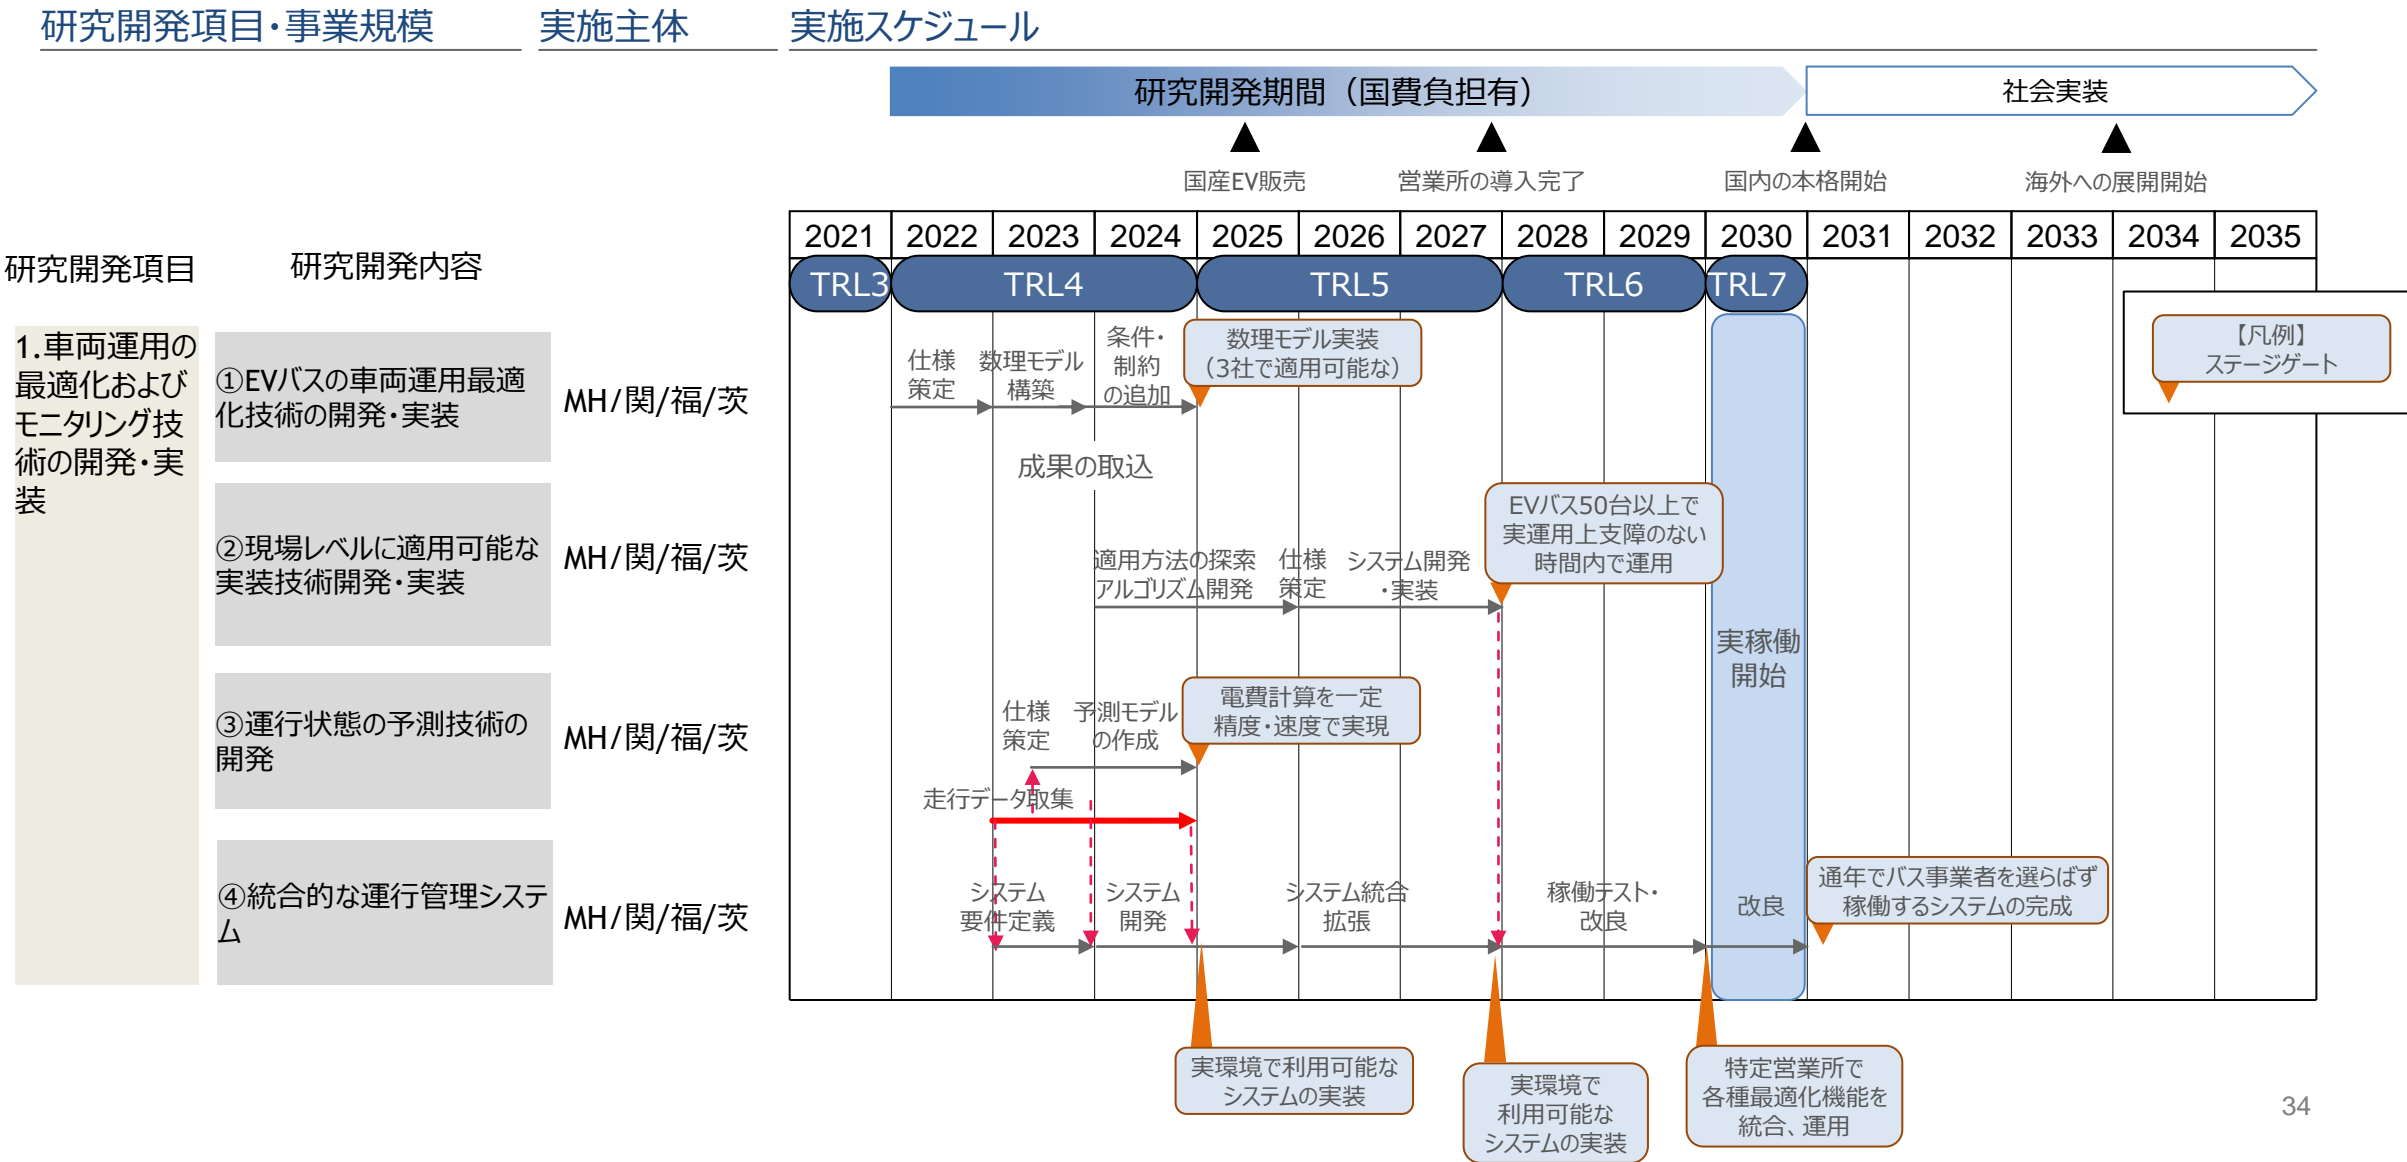 研究開発項目・事業規模
実施主体
実施スケジュール
研究開発期間（国費負担有）
社会実装
国産EV販売
営業所の導入完了
国内の本格開始
海外への展開開始
2021
2022
2023
2024
2025
2026
2027
2028
2029
2030
2031
2032
2033
2034
2035
研究開発項目
研究開発内容
TRL3
TRL4
TRL5
TRL6
TRL7
【凡例】
ステージゲート
1.車両運用の
最適化および
モニタリング技
術の開発・実
装
①EVバスの車両運用最適
化技術の開発・実装
MH/関/福/茨
仕様
策定
数理モデル
構築
条件・
制約
の追加
数理モデル実装
（3社で適用可能な）
成果の取込
②現場レベルに適用可能な
実装技術開発・実装
MH/関/福/茨
適用方法の探索
アルゴリズム開発
仕様
策定
システム開発
・実装
EVバス50台以上で
実運用上支障のない
時間内で運用
実稼働
開始
③運行状態の予測技術の
開発
MH/関/福/茨
仕様
策定
予測モデル
の作成
電費計算を一定
精度・速度で実現
走行データ取集
④統合的な運行管理システ
ム
MH/関/福/茨
システム
要件定義
システム
開発
システム統合
拡張
稼働テスト・
改良
改良
通年でバス事業者を選らばず
稼働するシステムの完成
実環境で利用可能な
システムの実装
実環境で
利用可能な
システムの実装
特定営業所で
各種最適化機能を
統合、運用
34